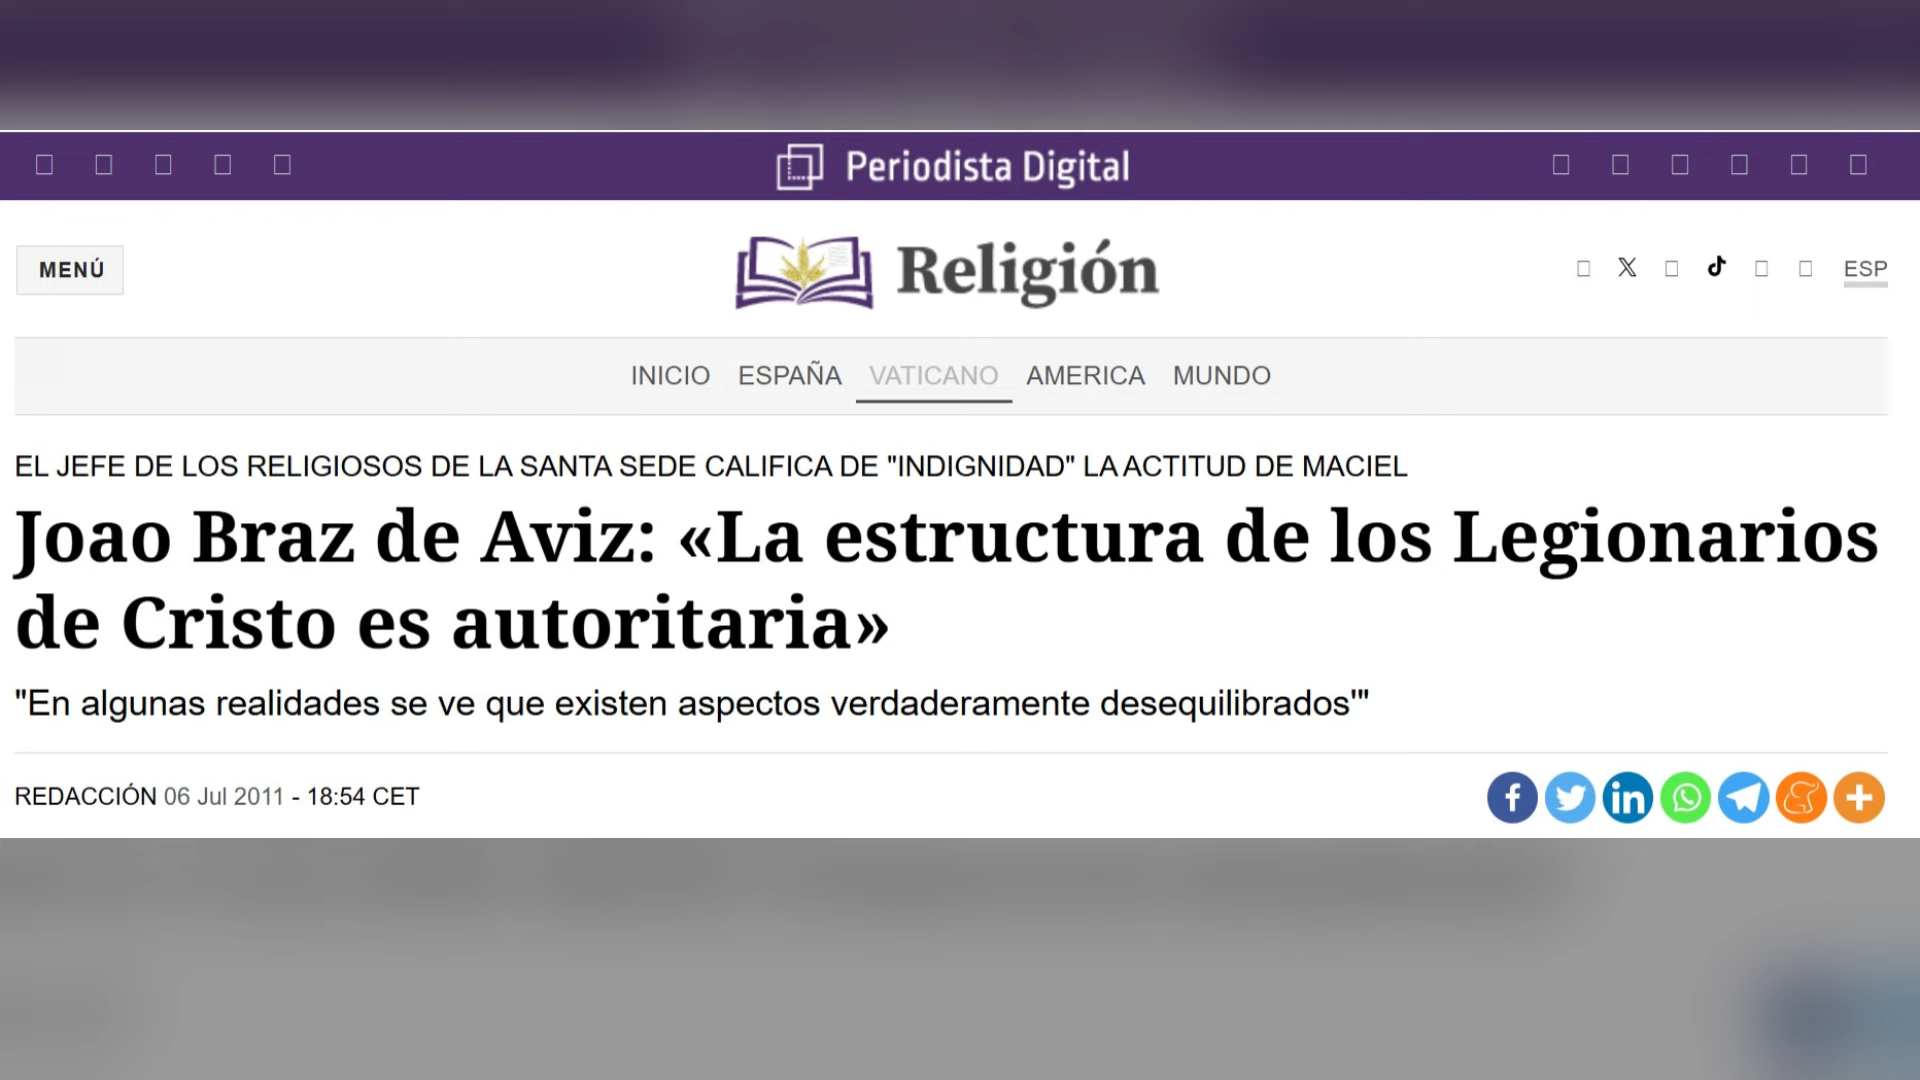 Periodista Digital
MENÚ
Religión
ESP
INICIO ESPAÑA VATICANO AMERICA MUNDO
EL JEFE DE LOS RELIGIOSOS DE LA SANTA SEDE CALIFICA DE "INDIGNIDAD" LA ACTITUD DE MACIEL
Joao Braz de Aviz: «La estructura de los Legionarios
de Cristo es autoritaria»
"En algunas realidades se ve que existen aspectos verdaderamente desequilibrados'"
REDACCIÓN 06 Jul 2011 - 18:54 CET